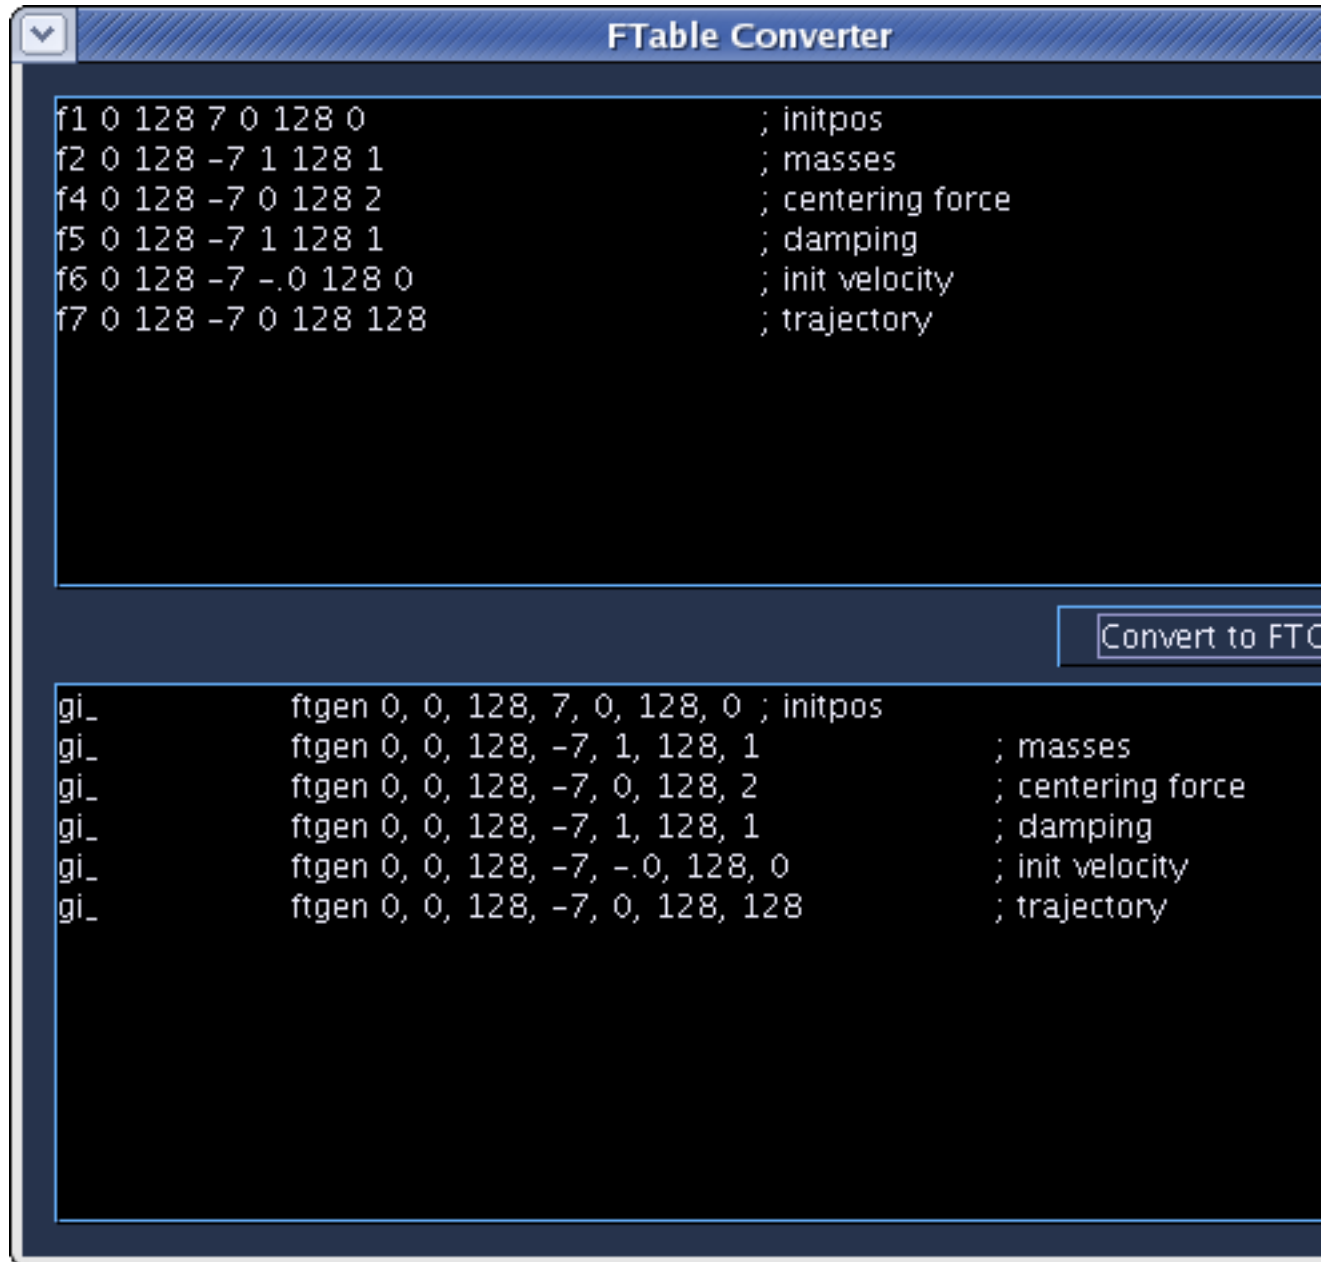 FTable Converter
f1 0 128 7 0 128 0 ; initpos
f2 0 128 -7 1 128 1 ; masses
f4 0 128 -7 0 128 2 ; centering force
f5 0 128 -7 1 128 1 ; damping
f6 0 128 -7 -.0 128 0 ; init velocity
f7 0 128 -7 0 128 128 ; trajectory
Convert to FTG
gi_ ftgen 0, 0, 128, 7, 0, 128, 0 ; initpos
gi_ ftgen 0, 0, 128, -7, 1, 128, 1 ; masses
gi_ ftgen 0, 0, 128, -7, 0, 128, 2 ; centering force
gi_ ftgen 0, 0, 128, -7, 1, 128, 1 ; damping
gi_ ftgen 0, 0, 128, -7, -.0, 128, 0 ; init velocity
gi_ ftgen 0, 0, 128, -7, 0, 128, 128 ; trajectory